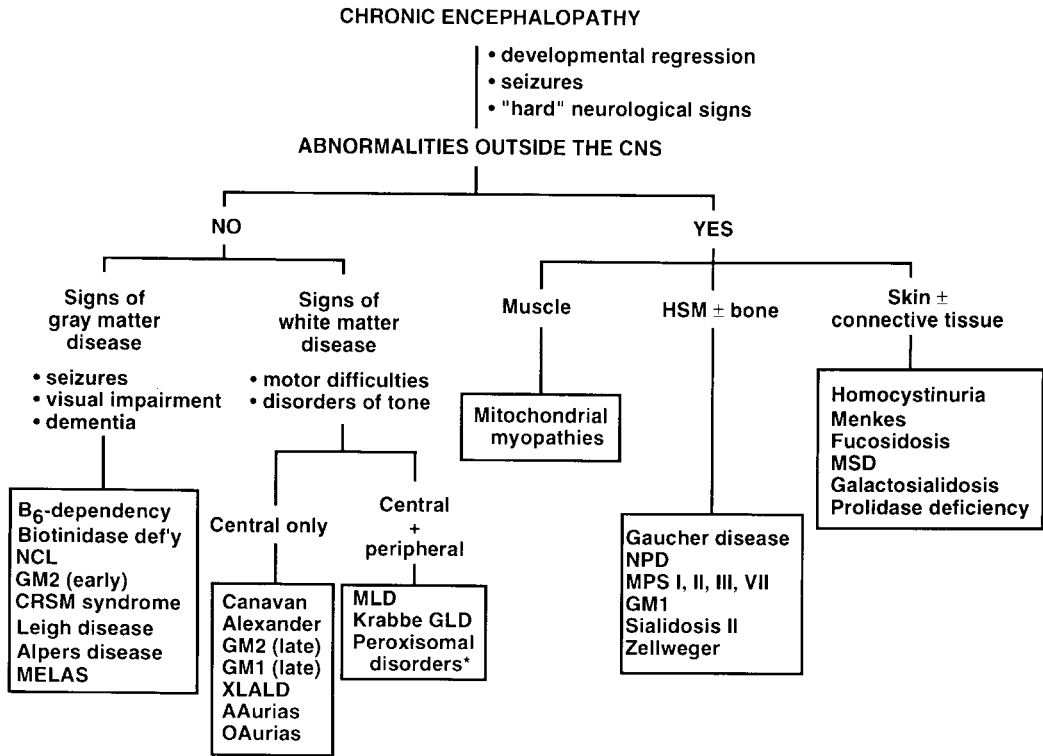 CHRONIC ENCEPHALOPATHY
• developmental regression
• seizures
• "hard" neurological signs
ABNORMALITIES OUTSIDE THE CNS
NO
YES
Signs of
gray matter
disease
• seizures
• visual impairment
• dementia
B6-dependency
Biotinidase def'y
NCL
GM2 (early)
CRSM syndrome
Leigh disease
Alpers disease
MELAS
Signs of
white matter
disease
• motor difficulties
• disorders of tone
Central only
Canavan
Alexander
GM2 (late)
GM1 (late)
XLALD
AAurias
OAurias
Central
+
peripheral
MLD
Krabbe GLD
Peroxisomal
disorders*
Muscle
Mitochondrial
myopathies
HSM ± bone
Gaucher disease
NPD
MPS I, II, III, VII
GM1
Sialidosis II
Zellweger
Skin ±
connective tissue
Homocystinuria
Menkes
Fucosidosis
MSD
Galactosialidosis
Prolidase deficiency